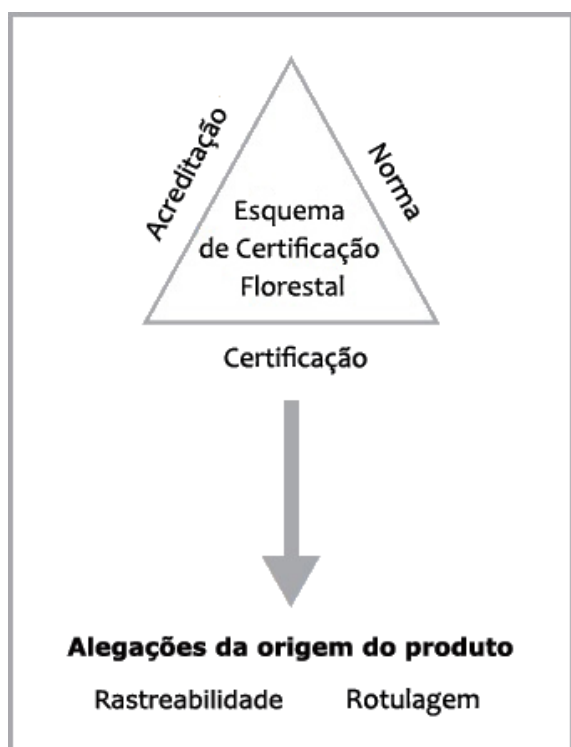 Acreditação
Norma
Esquema
de Certificação
Florestal
Certificação
Alegações da origem do produto
Rastreabilidade Rotulagem